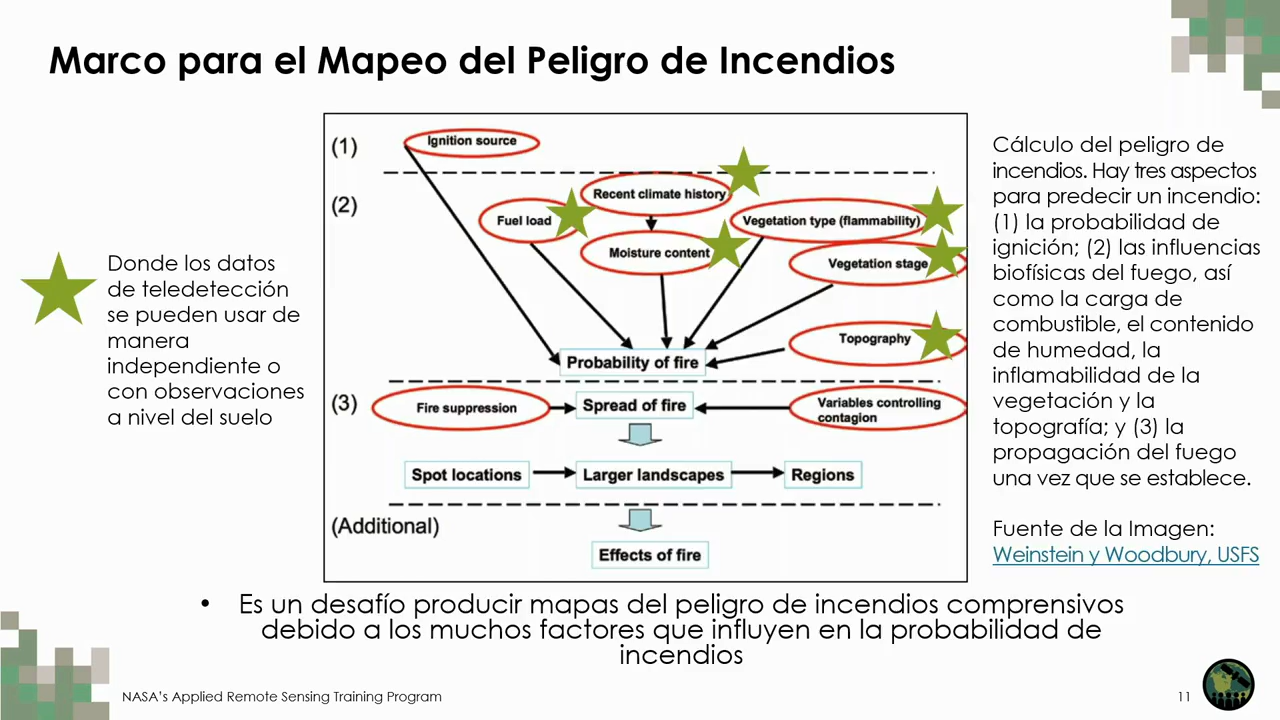 Marco para el Mapeo del Peligro de Incendios
Donde los datos
de teledetección
se pueden usar de
manera
independiente o
con observaciones
a nivel del suelo
(1)
Ignition source
(2)
Recent climate history
Fuel load
Vegetation type (flammability)
Moisture content
Vegetation stage
Topography
Probability of fire
(3)
Fire suppression
Spread of fire
Variables controlling
contagion
Spot locations
Larger landscapes
Regions
(Additional)
Effects of fire
Cálculo del peligro de
incendios. Hay tres aspectos
para predecir un incendio:
(1) la probabilidad de
ignición; (2) las influencias
biofísicas del fuego, así
como la carga de
combustible, el contenido
de humedad, la
inflamabilidad de la
vegetación y la
topografía; y (3) la
propagación del fuego
una vez que se establece.
Fuente de la Imagen:
Weinstein y Woodbury, USFS
• Es un desafío producir mapas del peligro de incendios comprensivos
debido a los muchos factores que influyen en la probabilidad de
incendios
NASA's Applied Remote Sensing Training Program
11